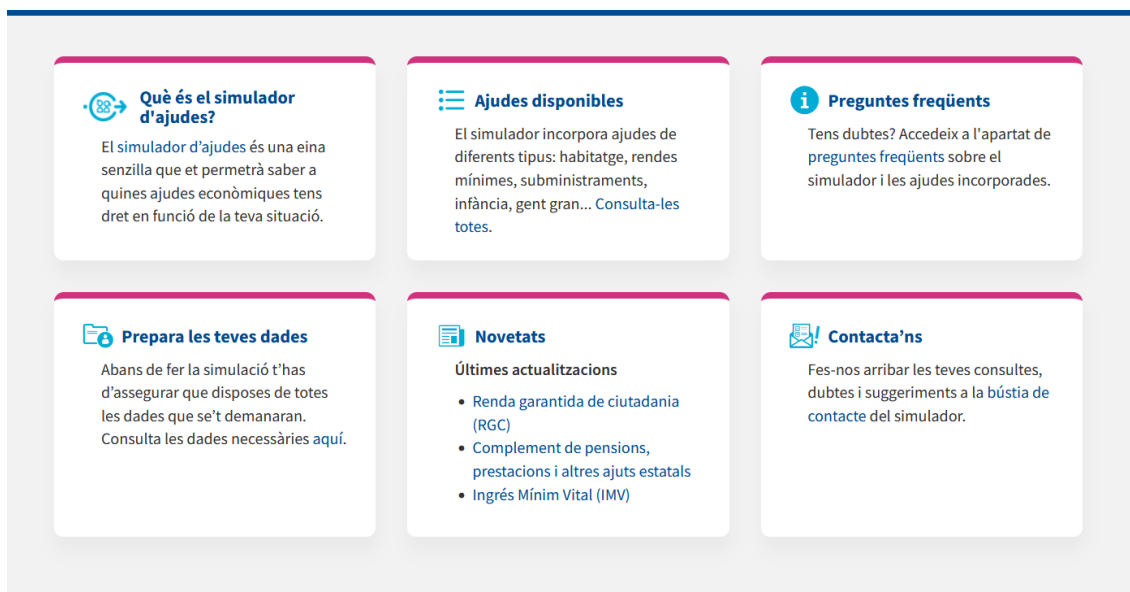 Què és el simulador
d'ajudes?
El simulador d’ajudes és una eina
senzilla que et permetrà saber a
quines ajudes econòmiques tens
dret en funció de la teva situació.
Ajudes disponibles
El simulador incorpora ajudes de
diferents tipus: habitatge, rendes
mínimes, subministraments,
infància, gent gran... Consulta-les
totes.
Preguntes freqüents
Tens dubtes? Accedeix a l'apartat de
preguntes freqüents sobre el
simulador i les ajudes incorporades.
Prepara les teves dades
Abans de fer la simulació t’has
d’assegurar que disposes de totes
les dades que se’t demanaran.
Consulta les dades necessàries aquí.
Novetats
Últimes actualitzacions
• Renda garantida de ciutadania
(RGC)
• Complement de pensions,
prestacions i altres ajuts estatals
• Ingrés Mínim Vital (IMV)
Contacta’ns
Fes-nos arribar les teves consultes,
dubtes i suggeriments a la bústia de
contacte del simulador.